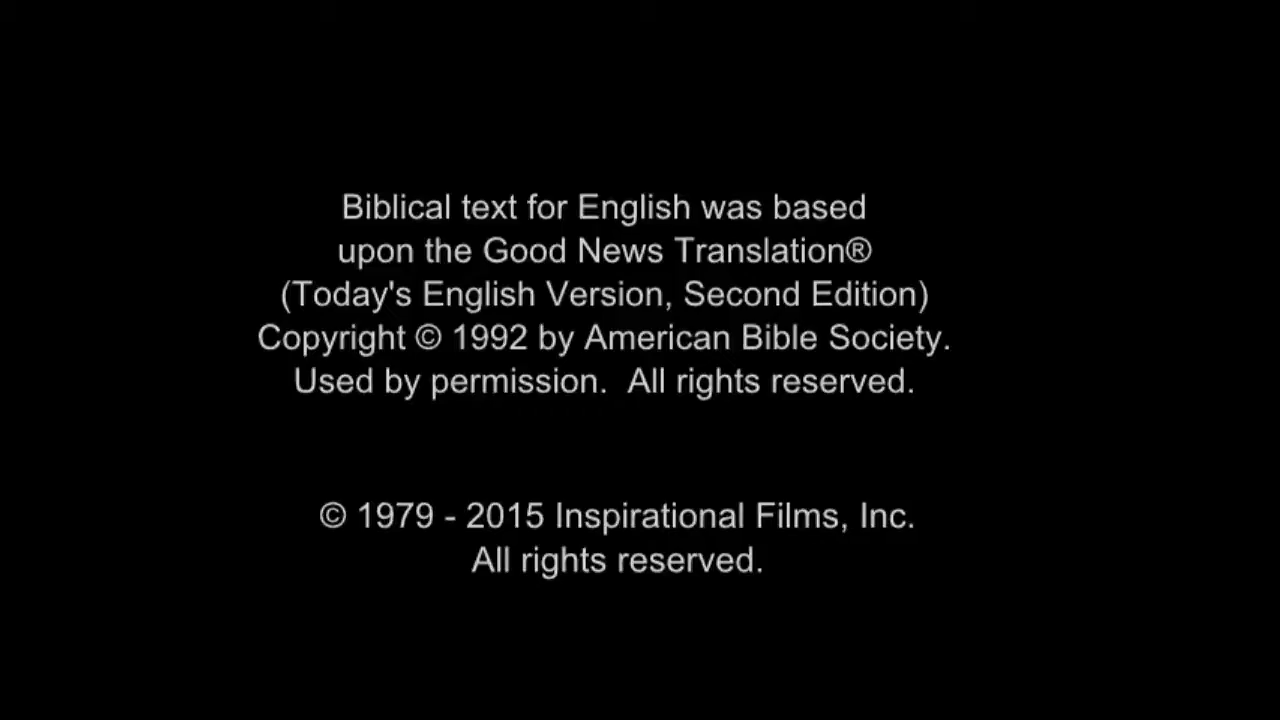 Biblical text for English was based
upon the Good News Translation®
(Today's English Version, Second Edition)
Copyright © 1992 by American Bible Society.
Used by permission.  All rights reserved.
© 1979 - 2015 Inspirational Films, Inc.
All rights reserved.